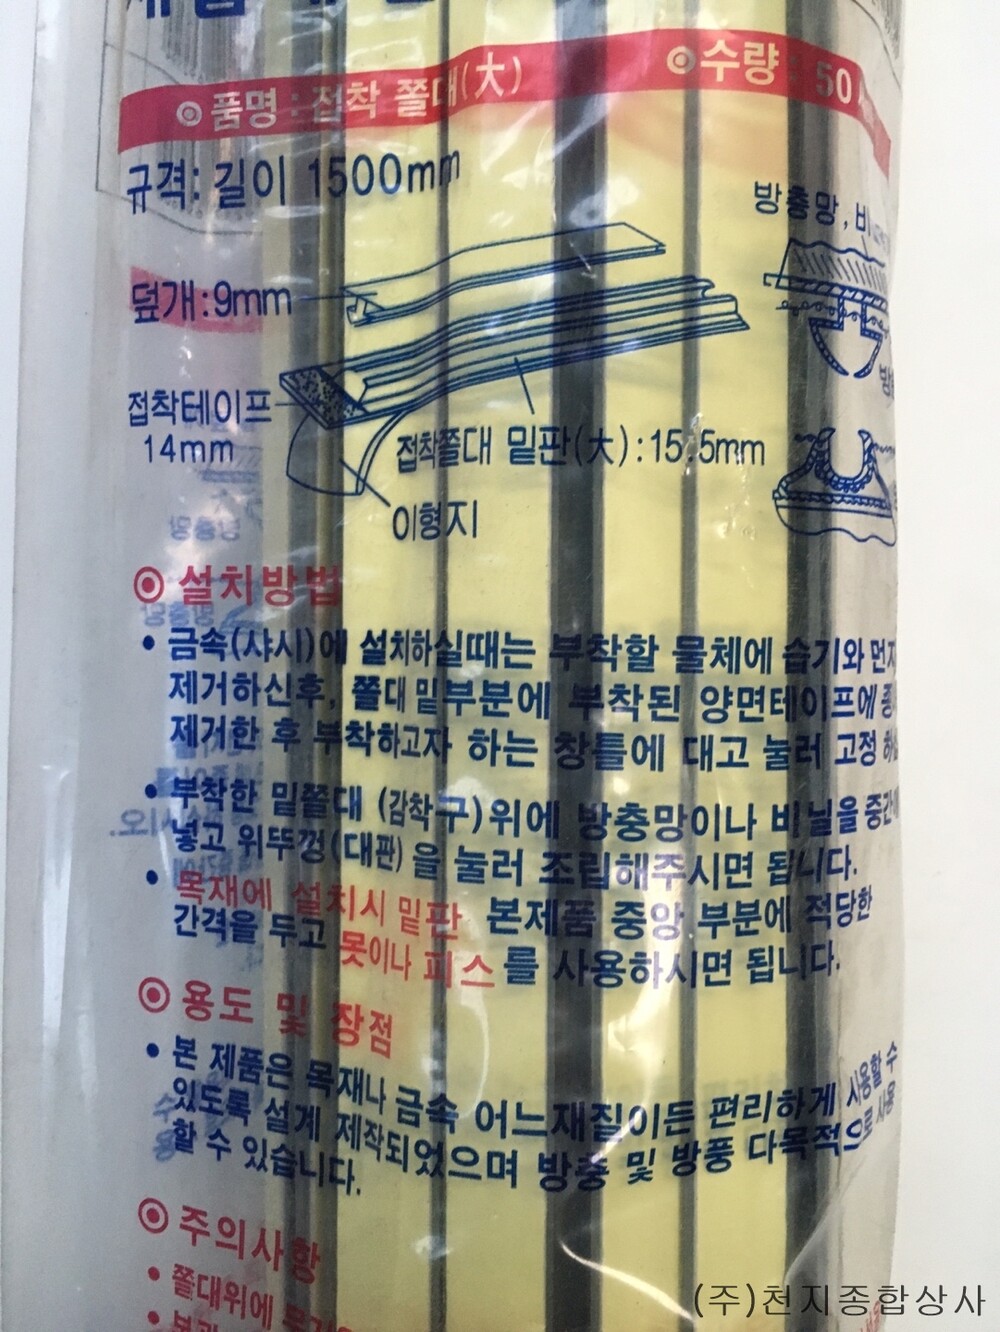 ◎ 품명 : 접착 쫄대(大)
◎ 수량 : 50
규격: 길이 1500mm
방충망,
덮개:9mm
접착테이프
14mm
접착쫄대 밑판(大):15.5mm
이형지
◎ 설치방법
• 금속(샤시)에 설치하실때는 부착할 물체에 습기와 먼지
제거하신후, 쫄대 밑부분에 부착된 양면테이프에
제거한 후 부착하고자 하는 창틀에 대고 눌러 고정
• 부착한 밑쫄대 (감착구)위에 방충망이나 비닐을 중간에
넣고 위뚜껑(대판)을 눌러 조립해주시면 됩니다.
• 목재에 설치시 밑판 본제품 중앙 부분에 적당한
간격을 두고 못이나 피스를 사용하시면 됩니다.
◎ 용도 및 장점
• 본 제품은 목재나 금속 어느재질이든 편리하게 사용할 수
있도록 설계 제작되었으며 방충 및 방풍 다목적으로 사용
할 수 있습니다.
◎ 주의사항
• 쫄대위에
(주)천지종합상사